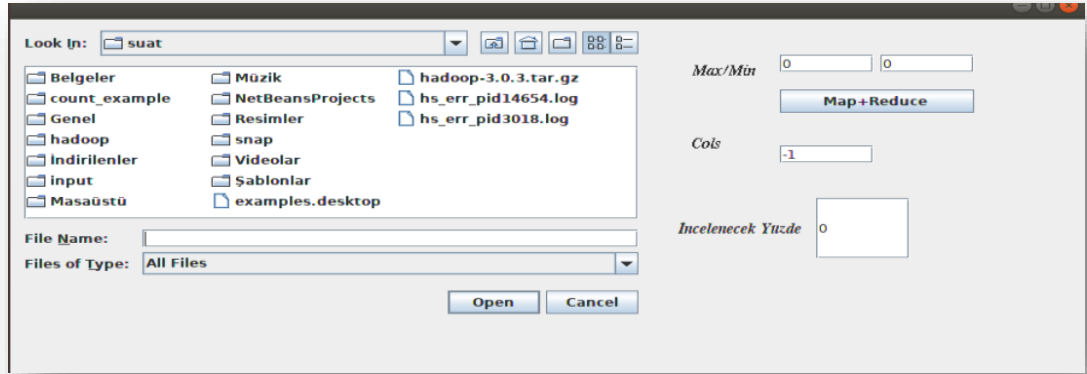 Look In: suat
Belgeler
count_example
Genel
hadoop
İndirilenler
input
Masaüstü
Müzik
NetBeansProjects
Resimler
snap
Videolar
Şablonlar
examples.desktop
hadoop-3.0.3.tar.gz
hs_err_pid14654.log
hs_err_pid3018.log
File Name:
Files of Type: All Files
Open Cancel
Max/Min 0 0
Map+Reduce
Cols -1
İncelenecek Yuzde 0